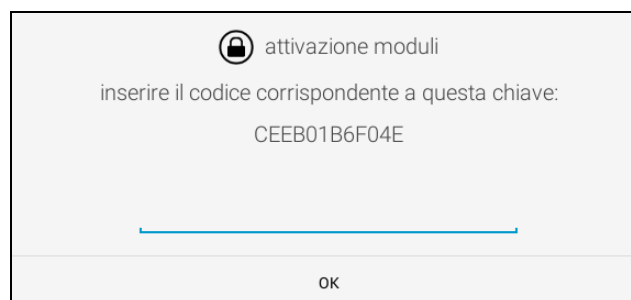 attivazione moduli
inserire il codice corrispondente a questa chiave:
CEEB01B6F04E
OK